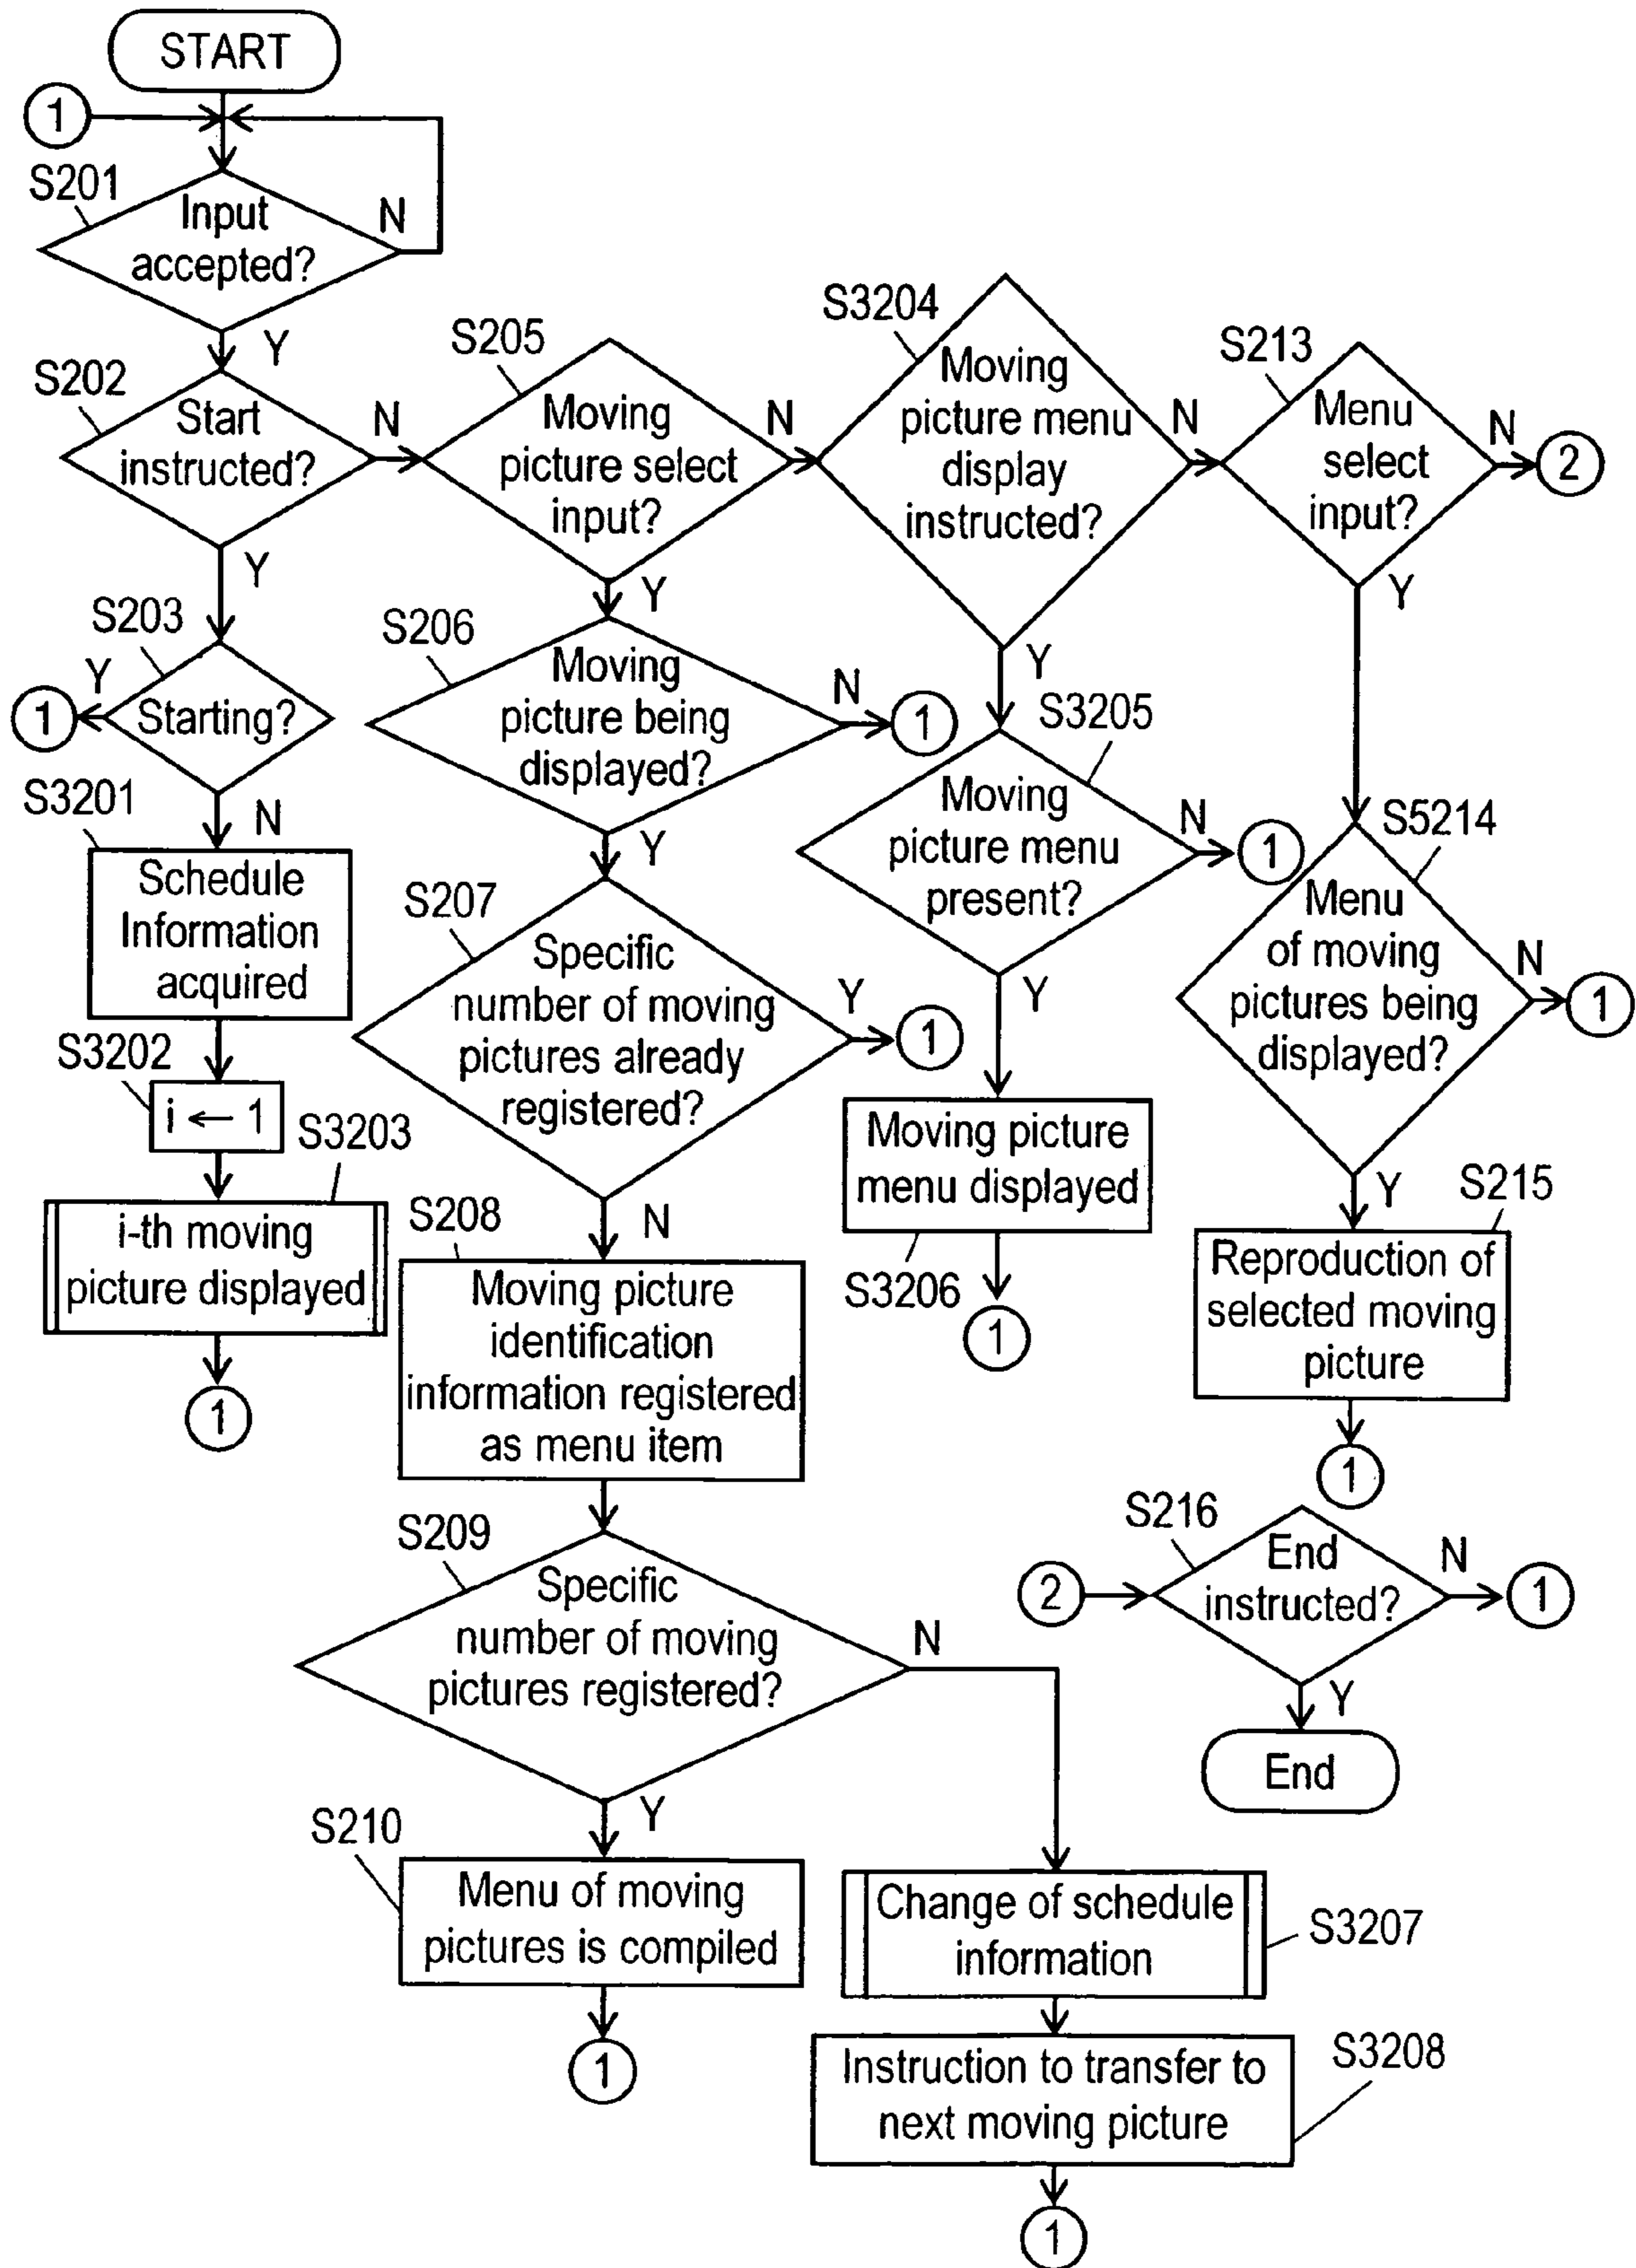 START
1
S201
Input
accepted?
N
Y
S202
Start
instructed?
N
Y
S203
Starting?
Y
1
N
S3201
Schedule
Information
acquired
S3202
i ← 1
S3203
i-th moving
picture displayed
1
S205
Moving
picture select
input?
N
Y
S206
Moving
picture being
displayed?
N
1
Y
S207
Specific
number of moving
pictures already
registered?
Y
1
N
S208
Moving picture
identification
information registered
as menu item
S209
Specific
number of moving
pictures registered?
N
Y
S210
Menu of moving
pictures is compiled
1
Change of schedule
information
S3207
Instruction to transfer to
next moving picture
S3208
1
S3204
Moving
picture menu
display
instructed?
N
Y
S3205
Moving
picture menu
present?
N
1
Y
Moving picture
menu displayed
S3206
1
S213
Menu
select
input?
N
2
Y
S5214
Menu
of moving
pictures being
displayed?
N
1
Y
S215
Reproduction of
selected moving
picture
1
S216
2
End
instructed?
N
1
Y
End